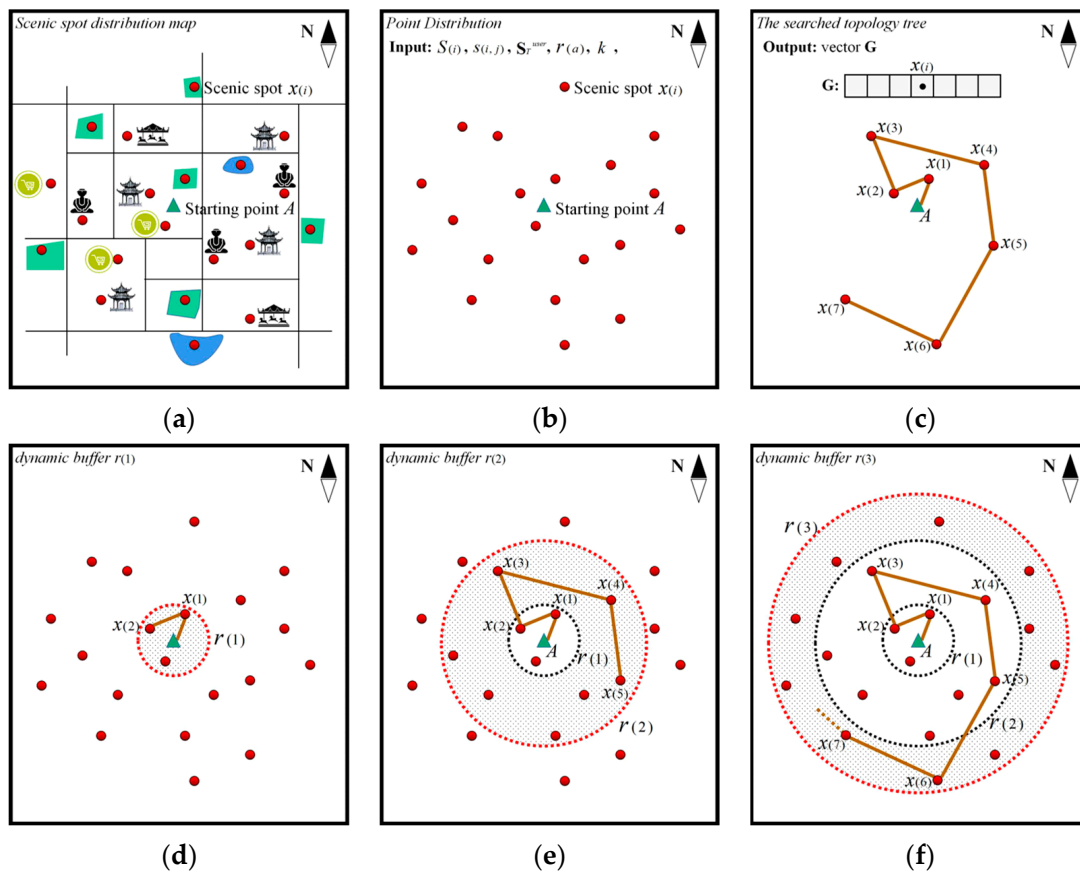 Scenic spot distribution map
N
Scenic spot x(i)
Starting point A
(a)
Point Distribution
N
Input: S(i), s(i, j), S_T^user, r(a), k ,
Scenic spot x(i)
Starting point A
(b)
The searched topology tree
N
Output: vector G
x(i)
G:
x(3)
x(4)
x(1)
x(2)
A
x(5)
x(7)
x(6)
(c)
dynamic buffer r(1)
N
x(1)
x(2)
r(1)
(d)
dynamic buffer r(2)
N
x(3)
x(4)
x(1)
x(2)
A
r(1)
x(5)
r(2)
(e)
dynamic buffer r(3)
N
r(3)
x(3)
x(4)
x(1)
x(2)
A
r(1)
x(5)
r(2)
x(7)
x(6)
(f)